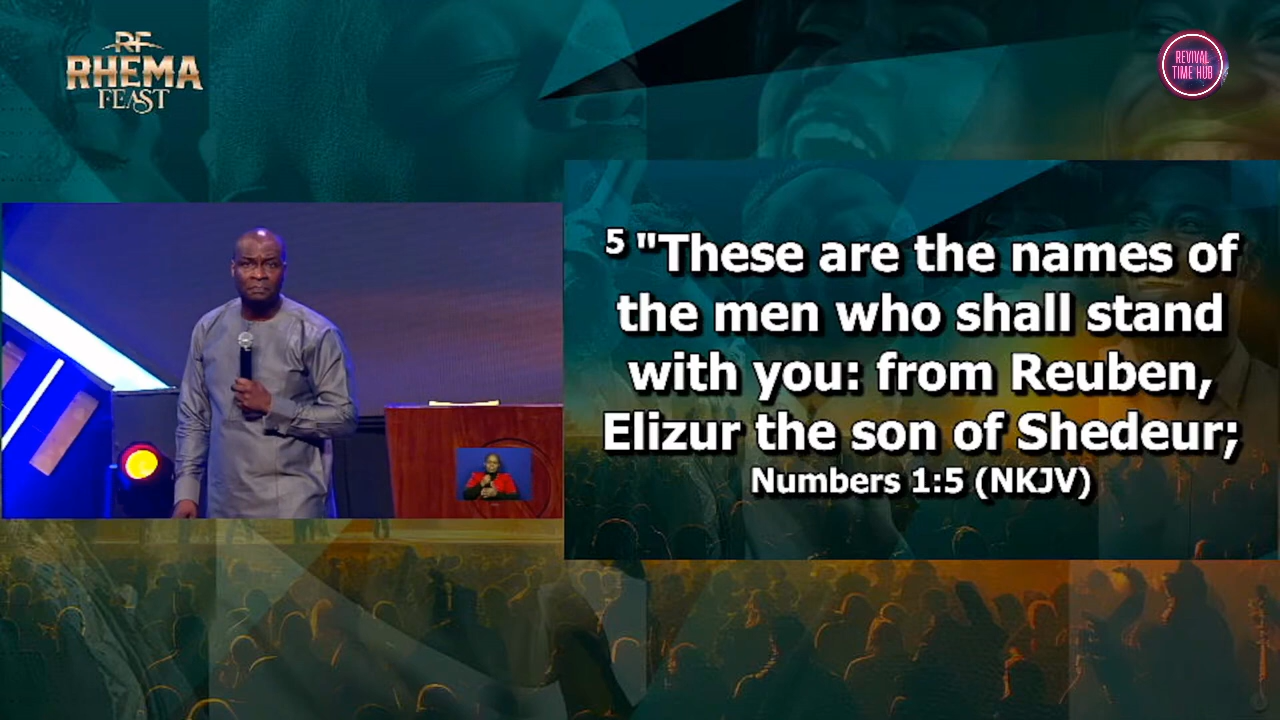 RF
RHEMA
FEAST
REVIVAL
TIME HUB
5 "These are the names of
the men who shall stand
with you: from Reuben,
Elizur the son of Shedeur;
Numbers 1:5 (NKJV)